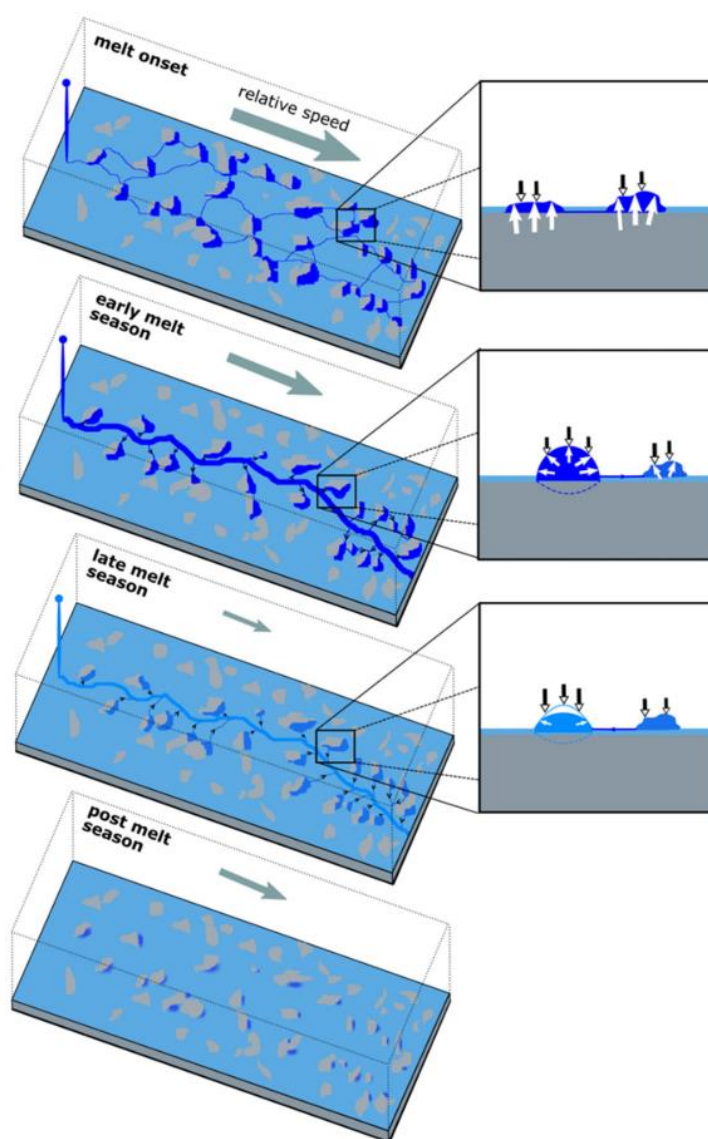 melt onset
relative speed
early melt
season
late melt
season
post melt
season